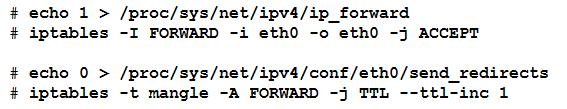 # echo 1 > /proc/sys/net/ipv4/ip_forward
# iptables -I FORWARD -i eth0 -o eth0 -j ACCEPT
# echo 0 > /proc/sys/net/ipv4/conf/eth0/send_redirects
# iptables -t mangle -A FORWARD -j TTL --ttl-inc 1